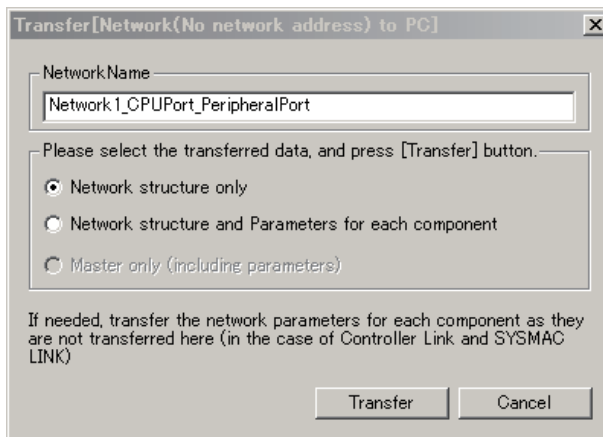 Transfer[Network(No network address) to PC]
NetworkName
Network1_CPUPort_PeripheralPort
Please select the transferred data, and press [Transfer] button.
Network structure only
Network structure and Parameters for each component
Master only (including parameters)
If needed, transfer the network parameters for each component as they
are not transferred here (in the case of Controller Link and SYSMAC
LINK)
Transfer
Cancel